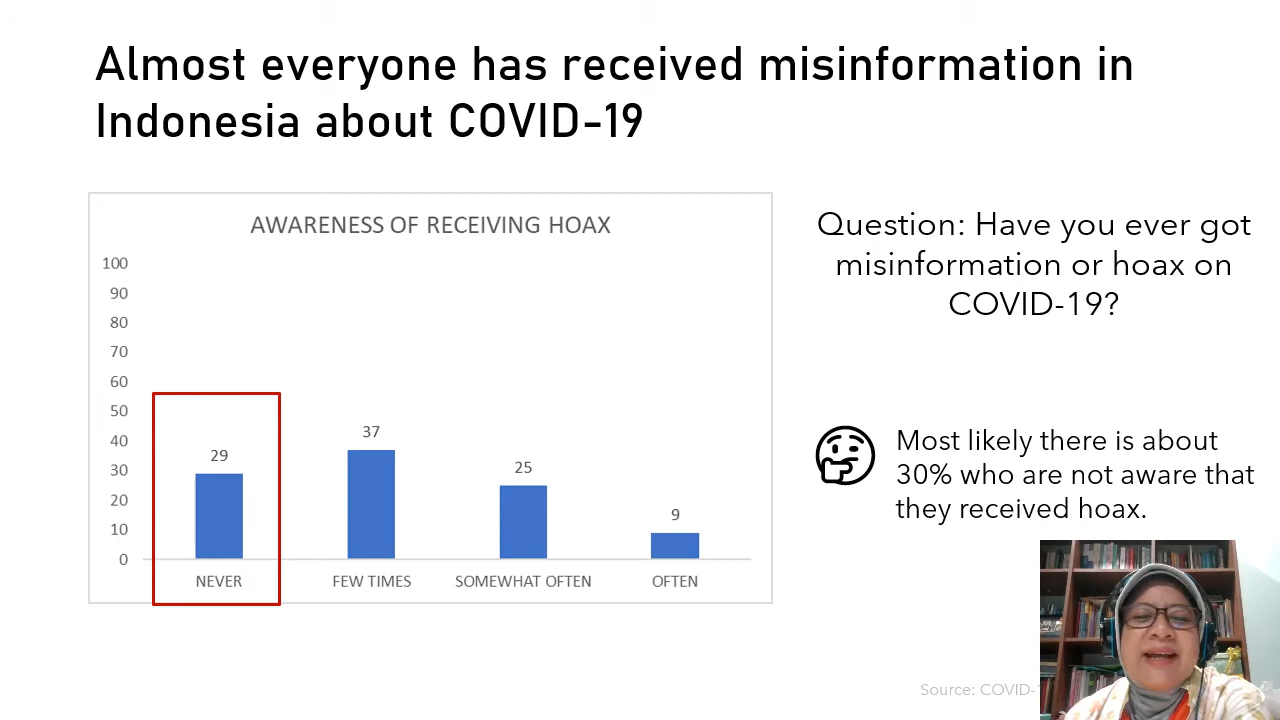 Almost everyone has received misinformation in
Indonesia about COVID-19
AWARENESS OF RECEIVING HOAX
100
90
80
70
60
50
40
30
20
10
0
29
37
25
9
NEVER
FEW TIMES
SOMEWHAT OFTEN
OFTEN
Question: Have you ever got
misinformation or hoax on
COVID-19?
Most likely there is about
30% who are not aware that
they received hoax.
Source: COVID-